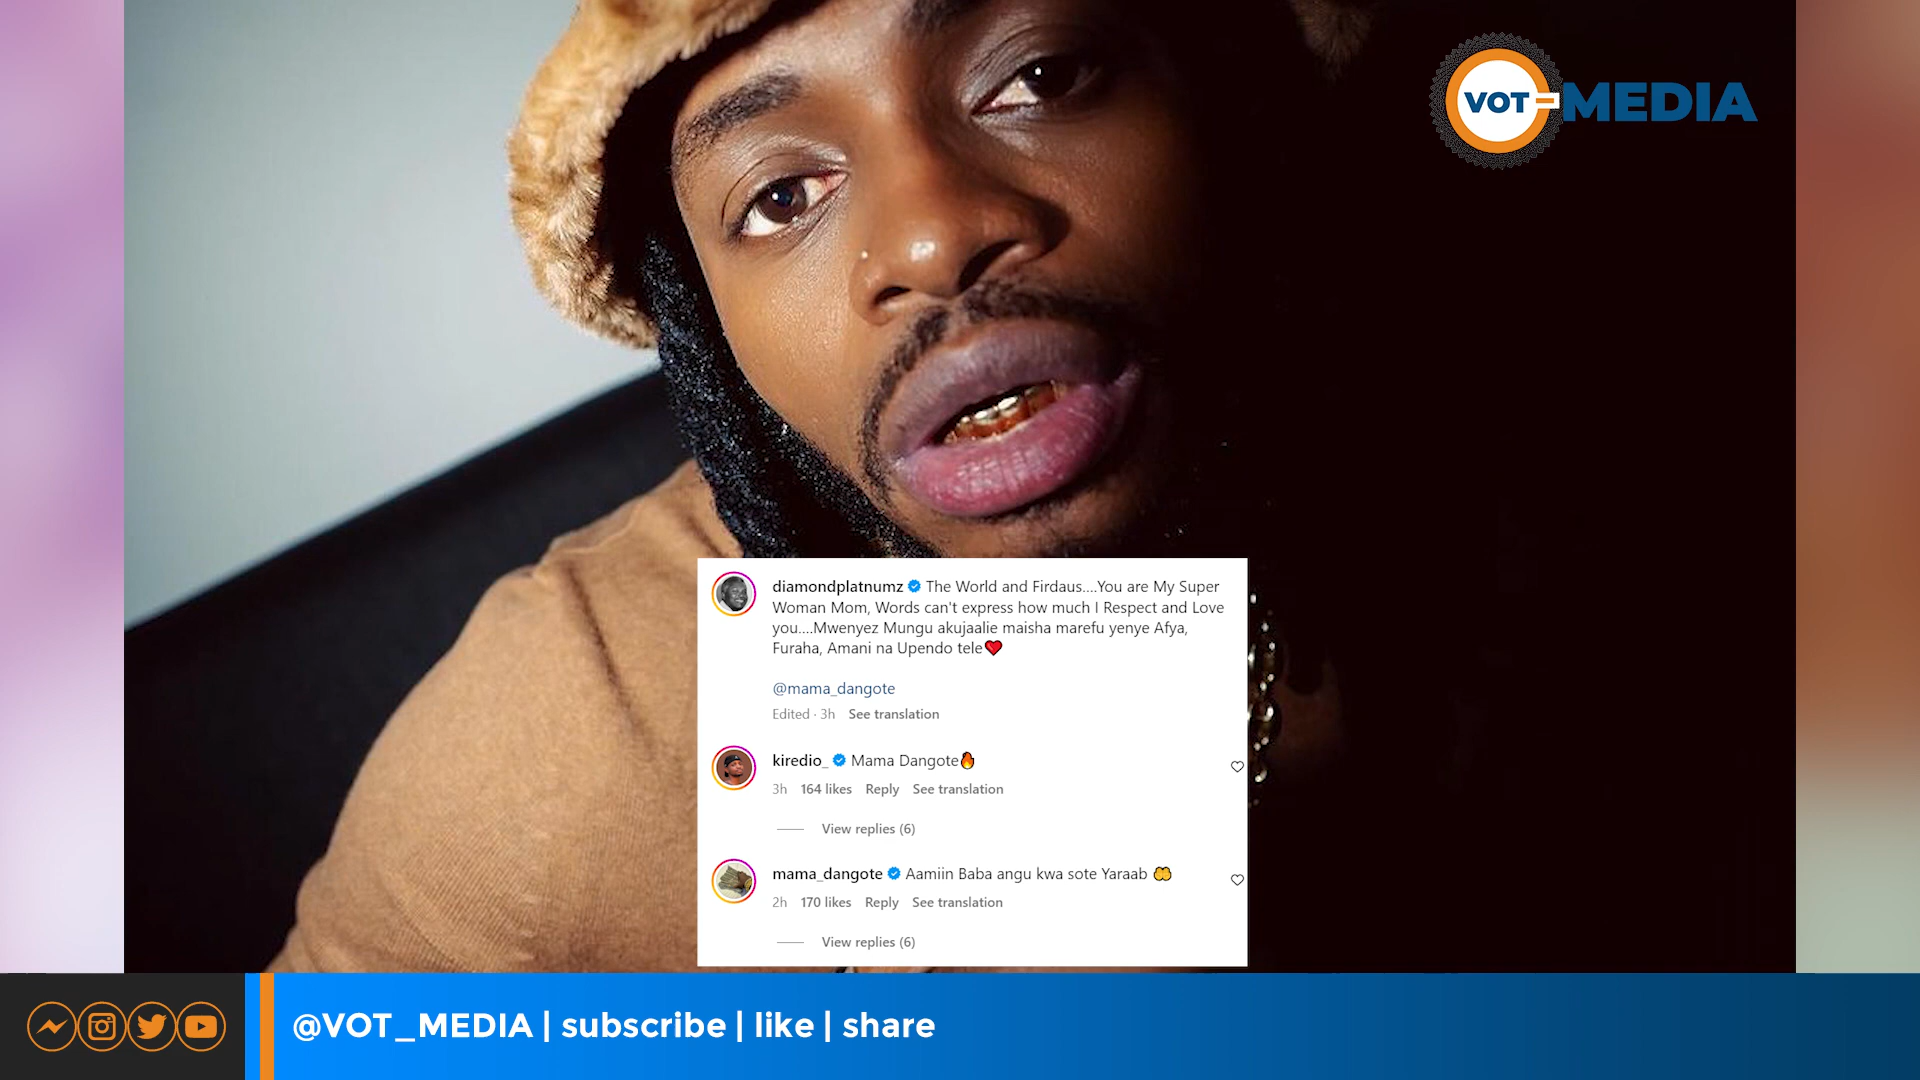 VOT-MEDIA
diamondplatnumz The World and Firdaus....You are My Super
Woman Mom, Words can't express how much I Respect and Love
you....Mwenyez Mungu akujaalie maisha marefu yenye Afya,
Furaha, Amani na Upendo tele❤️
@mama_dangote
Edited · 3h See translation
kiredio_ Mama Dangote🔥
3h 164 likes Reply See translation
View replies (6)
mama_dangote Aamiin Baba angu kwa sote Yaraab 🤲
2h 170 likes Reply See translation
View replies (6)
@VOT_MEDIA | subscribe | like | share